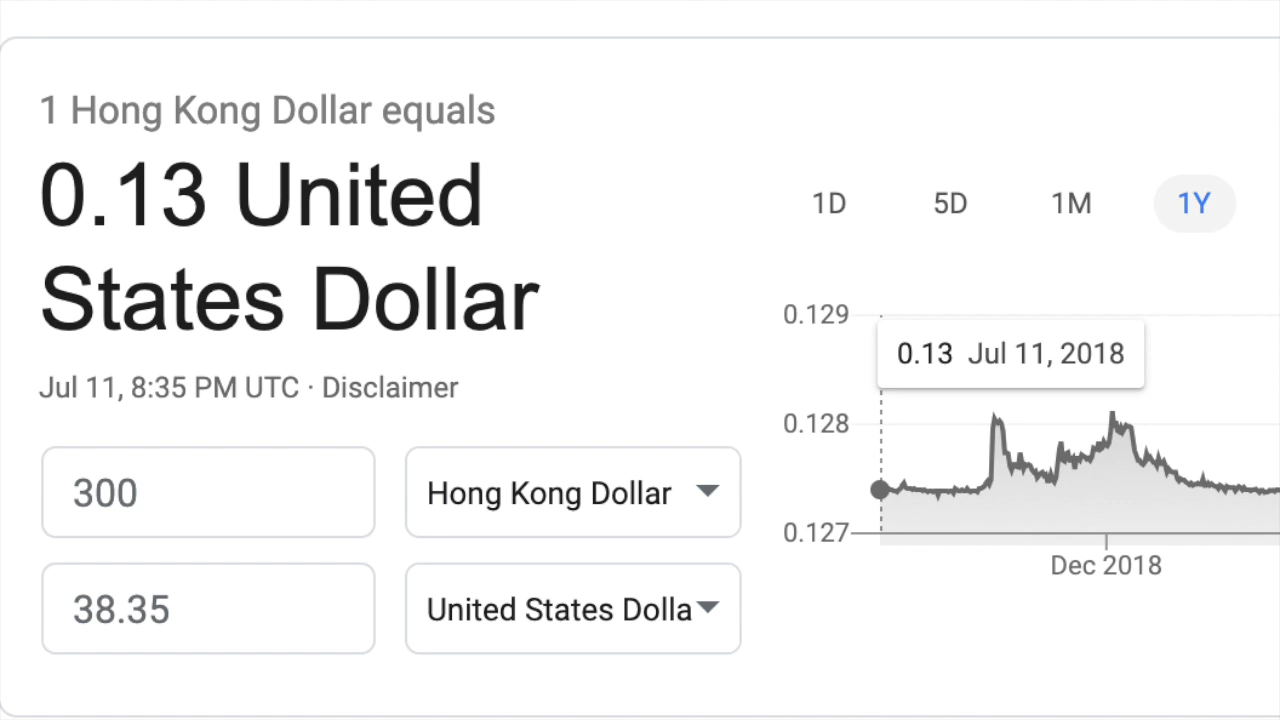 1 Hong Kong Dollar equals
0.13 United
States Dollar
Jul 11, 8:35 PM UTC · Disclaimer
300
Hong Kong Dollar
38.35
United States Dolla
1D 5D 1M 1Y
0.129
0.13 Jul 11, 2018
0.128
0.127
Dec 2018